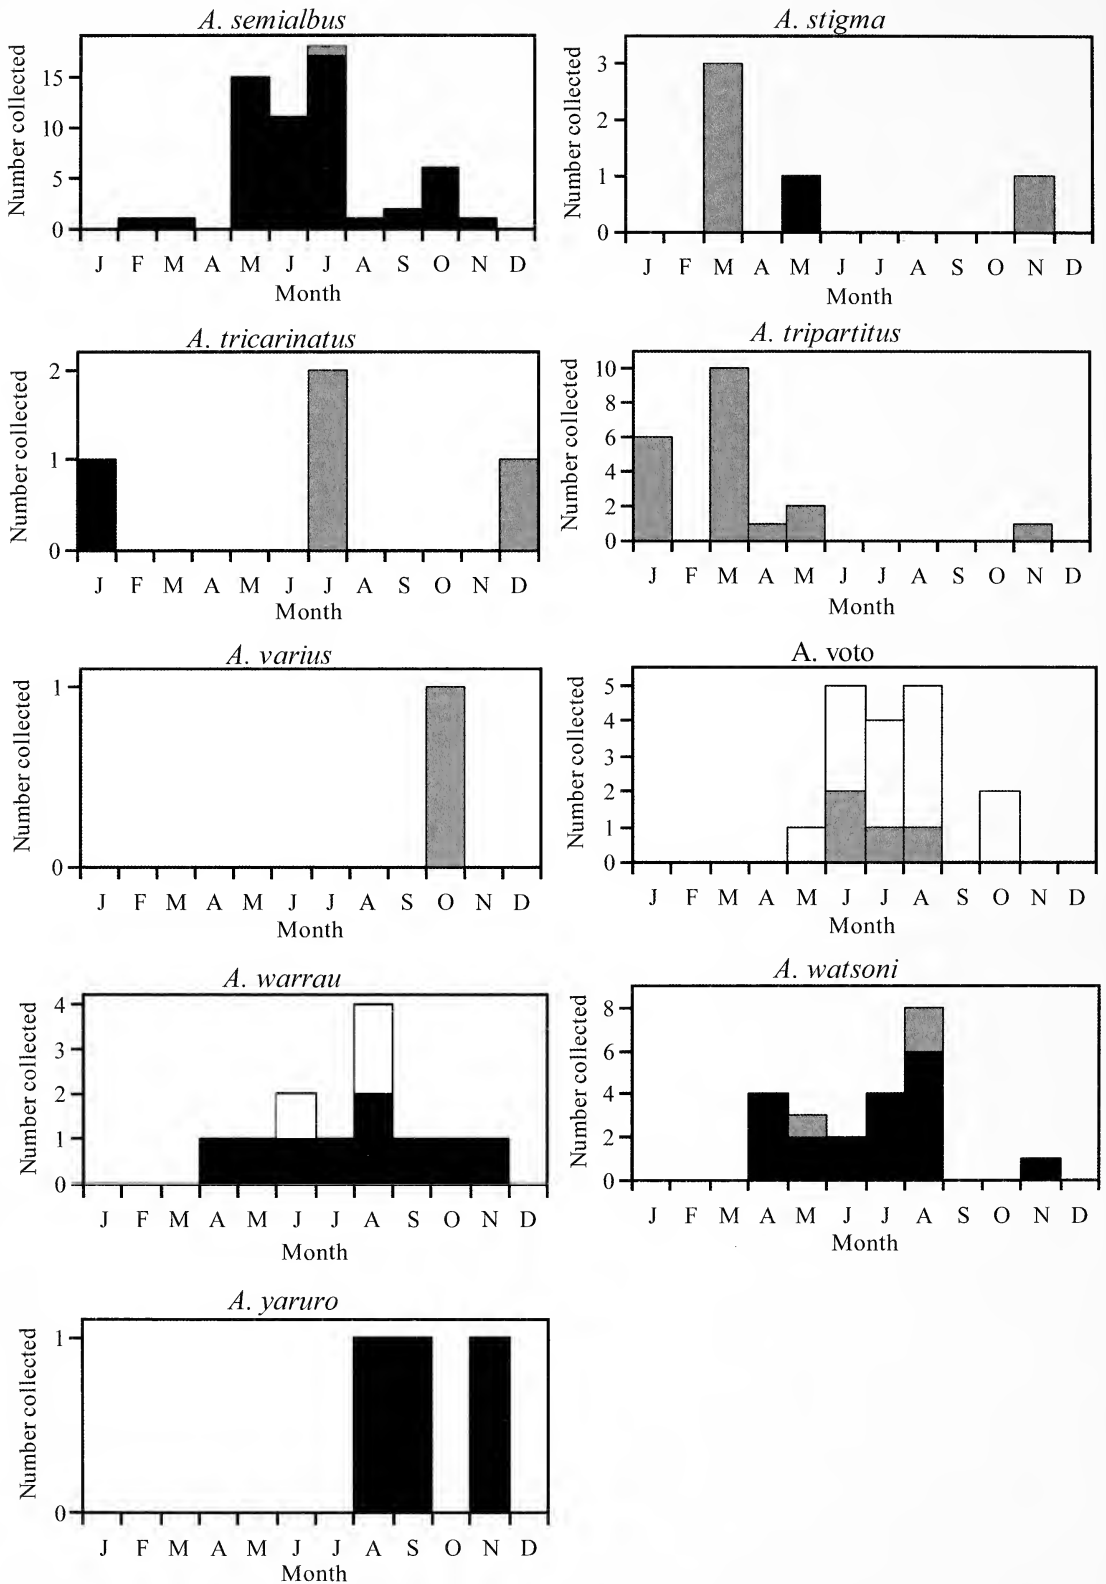 A. semialbus
Number collected
15
10
5
0
J F M A M J J A S O N D
Month
A. stigma
Number collected
3
2
1
0
J F M A M J J A S O N D
Month
A. tricarinatus
Number collected
2
1
0
J F M A M J J A S O N D
Month
A. tripartitus
Number collected
10
8
6
4
2
0
J F M A M J J A S O N D
Month
A. varius
Number collected
1
0
J F M A M J J A S O N D
Month
A. voto
Number collected
5
4
3
2
1
0
J F M A M J J A S O N D
Month
A. warrau
Number collected
4
3
2
1
0
J F M A M J J A S O N D
Month
A. watsoni
Number collected
8
6
4
2
0
J F M A M J J A S O N D
Month
A. yaruro
Number collected
1
0
J F M A M J J A S O N D
Month